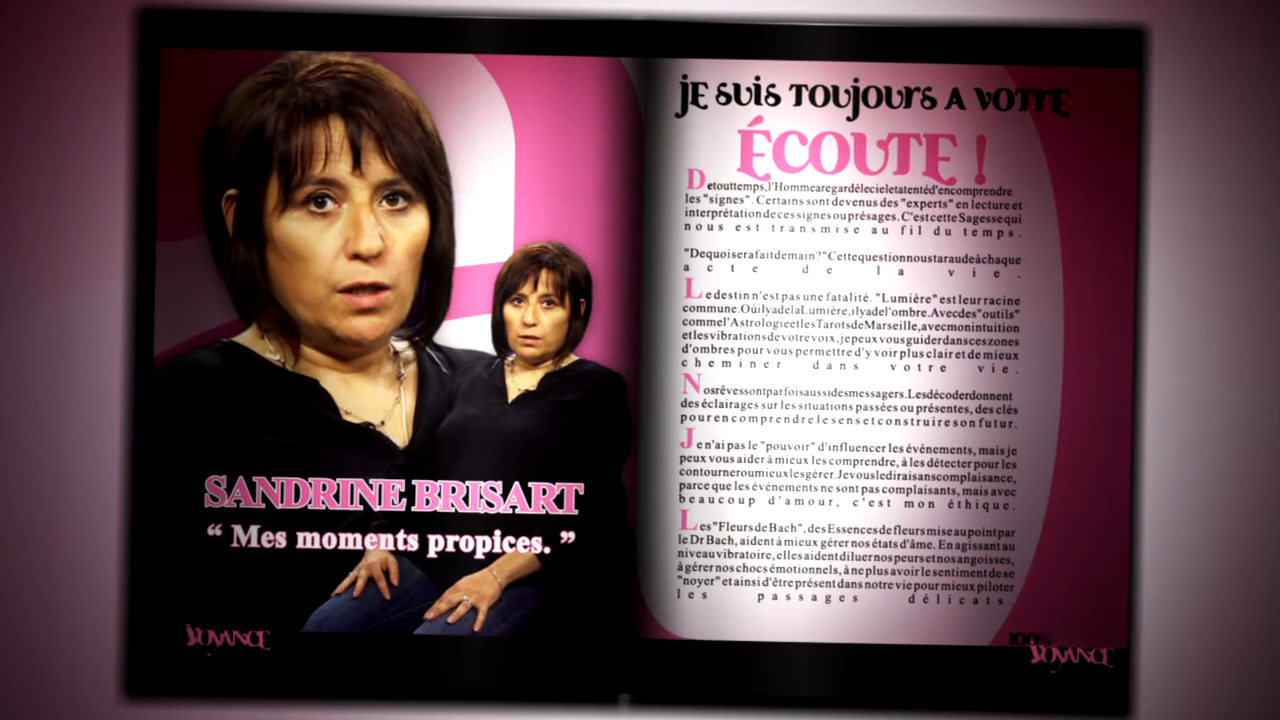 SANDRINE BRISART
“ Mes moments propices. ”
VOYANCE
JE SUIS TOUJOURS A VOTRE
ÉCOUTE !
De tout temps, l'Homme a regardé le ciel et a tenté d'en comprendre
les "signes". Certains sont devenus des "experts" en lecture et
interprétation de ces signes ou présages. C'est cette Sagesse qui
nous est transmise au fil du temps.
"De quoi sera fait demain?" Cette question nous taraude à chaque
acte de la vie.
Le destin n'est pas une fatalité. "Lumière" est leur racine
commune. Où il y a de la Lumière, il y a de l'ombre. Avec des "outils"
comme l'Astrologie et les Tarots de Marseille, avec mon intuition
et les vibrations de votre voix, je peux vous guider dans ces zones
d'ombres pour vous permettre d'y voir plus clair et de mieux
cheminer dans votre vie.
Nos rêves sont parfois aussi des messagers. Les décoder donnent
des éclairages sur les situations passées ou présentes, des clés
pour en comprendre le sens et construire son futur.
Je n'ai pas le "pouvoir" d'influencer les événements, mais je
peux vous aider à mieux les comprendre, à les détecter pour les
contourner ou mieux les gérer. Je vous le dirai sans complaisance,
parce que les événements ne sont pas complaisants, mais avec
beaucoup d'amour, c'est mon éthique.
Les "Fleurs de Bach", des Essences de fleurs mise au point par
le Dr Bach, aident à mieux gérer nos états d'âme. En agissant au
niveau vibratoire, elles aident diluer nos peurs et nos angoisses,
à gérer nos chocs émotionnels, à ne plus avoir le sentiment de se
"noyer" et ainsi d'être présent dans notre vie pour mieux piloter
les passages délicats.
100%
VOYANCE